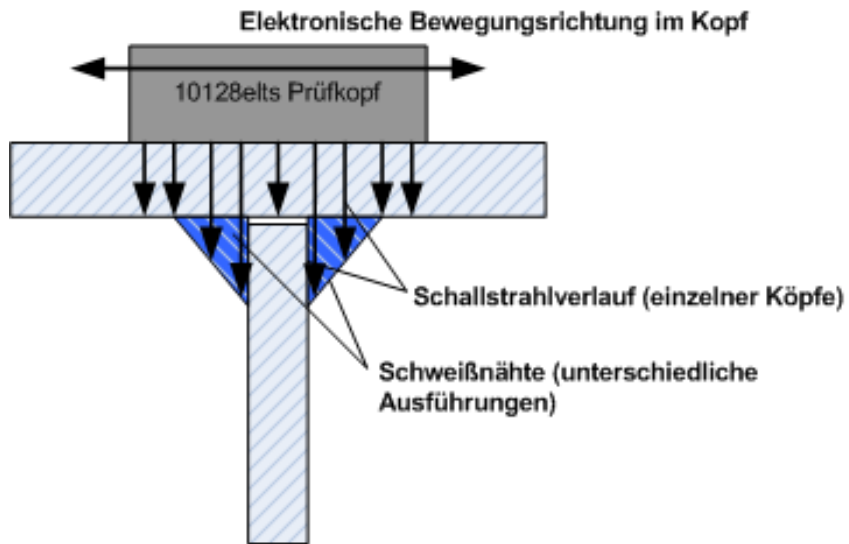 Elektronische Bewegungsrichtung im Kopf
10128elts Prüfkopf
Schallstrahlverlauf (einzelner Köpfe)
Schweißnähte (unterschiedliche
Ausführungen)